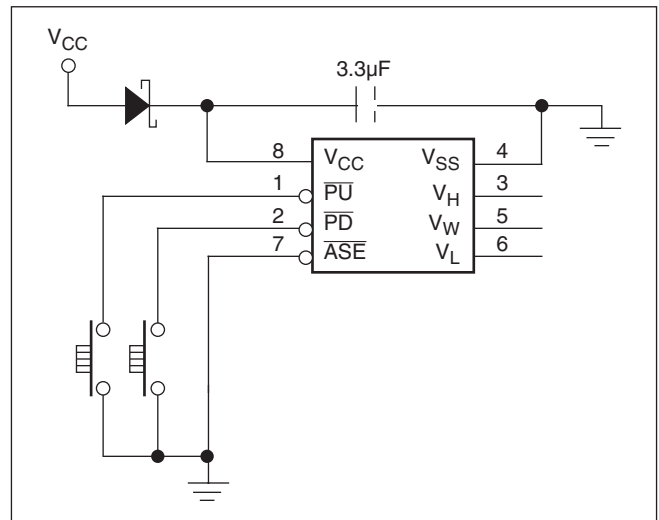 VCC
3.3µF
8 VCC VSS 4
1 PU VH 3
2 PD VW 5
7 ASE VL 6